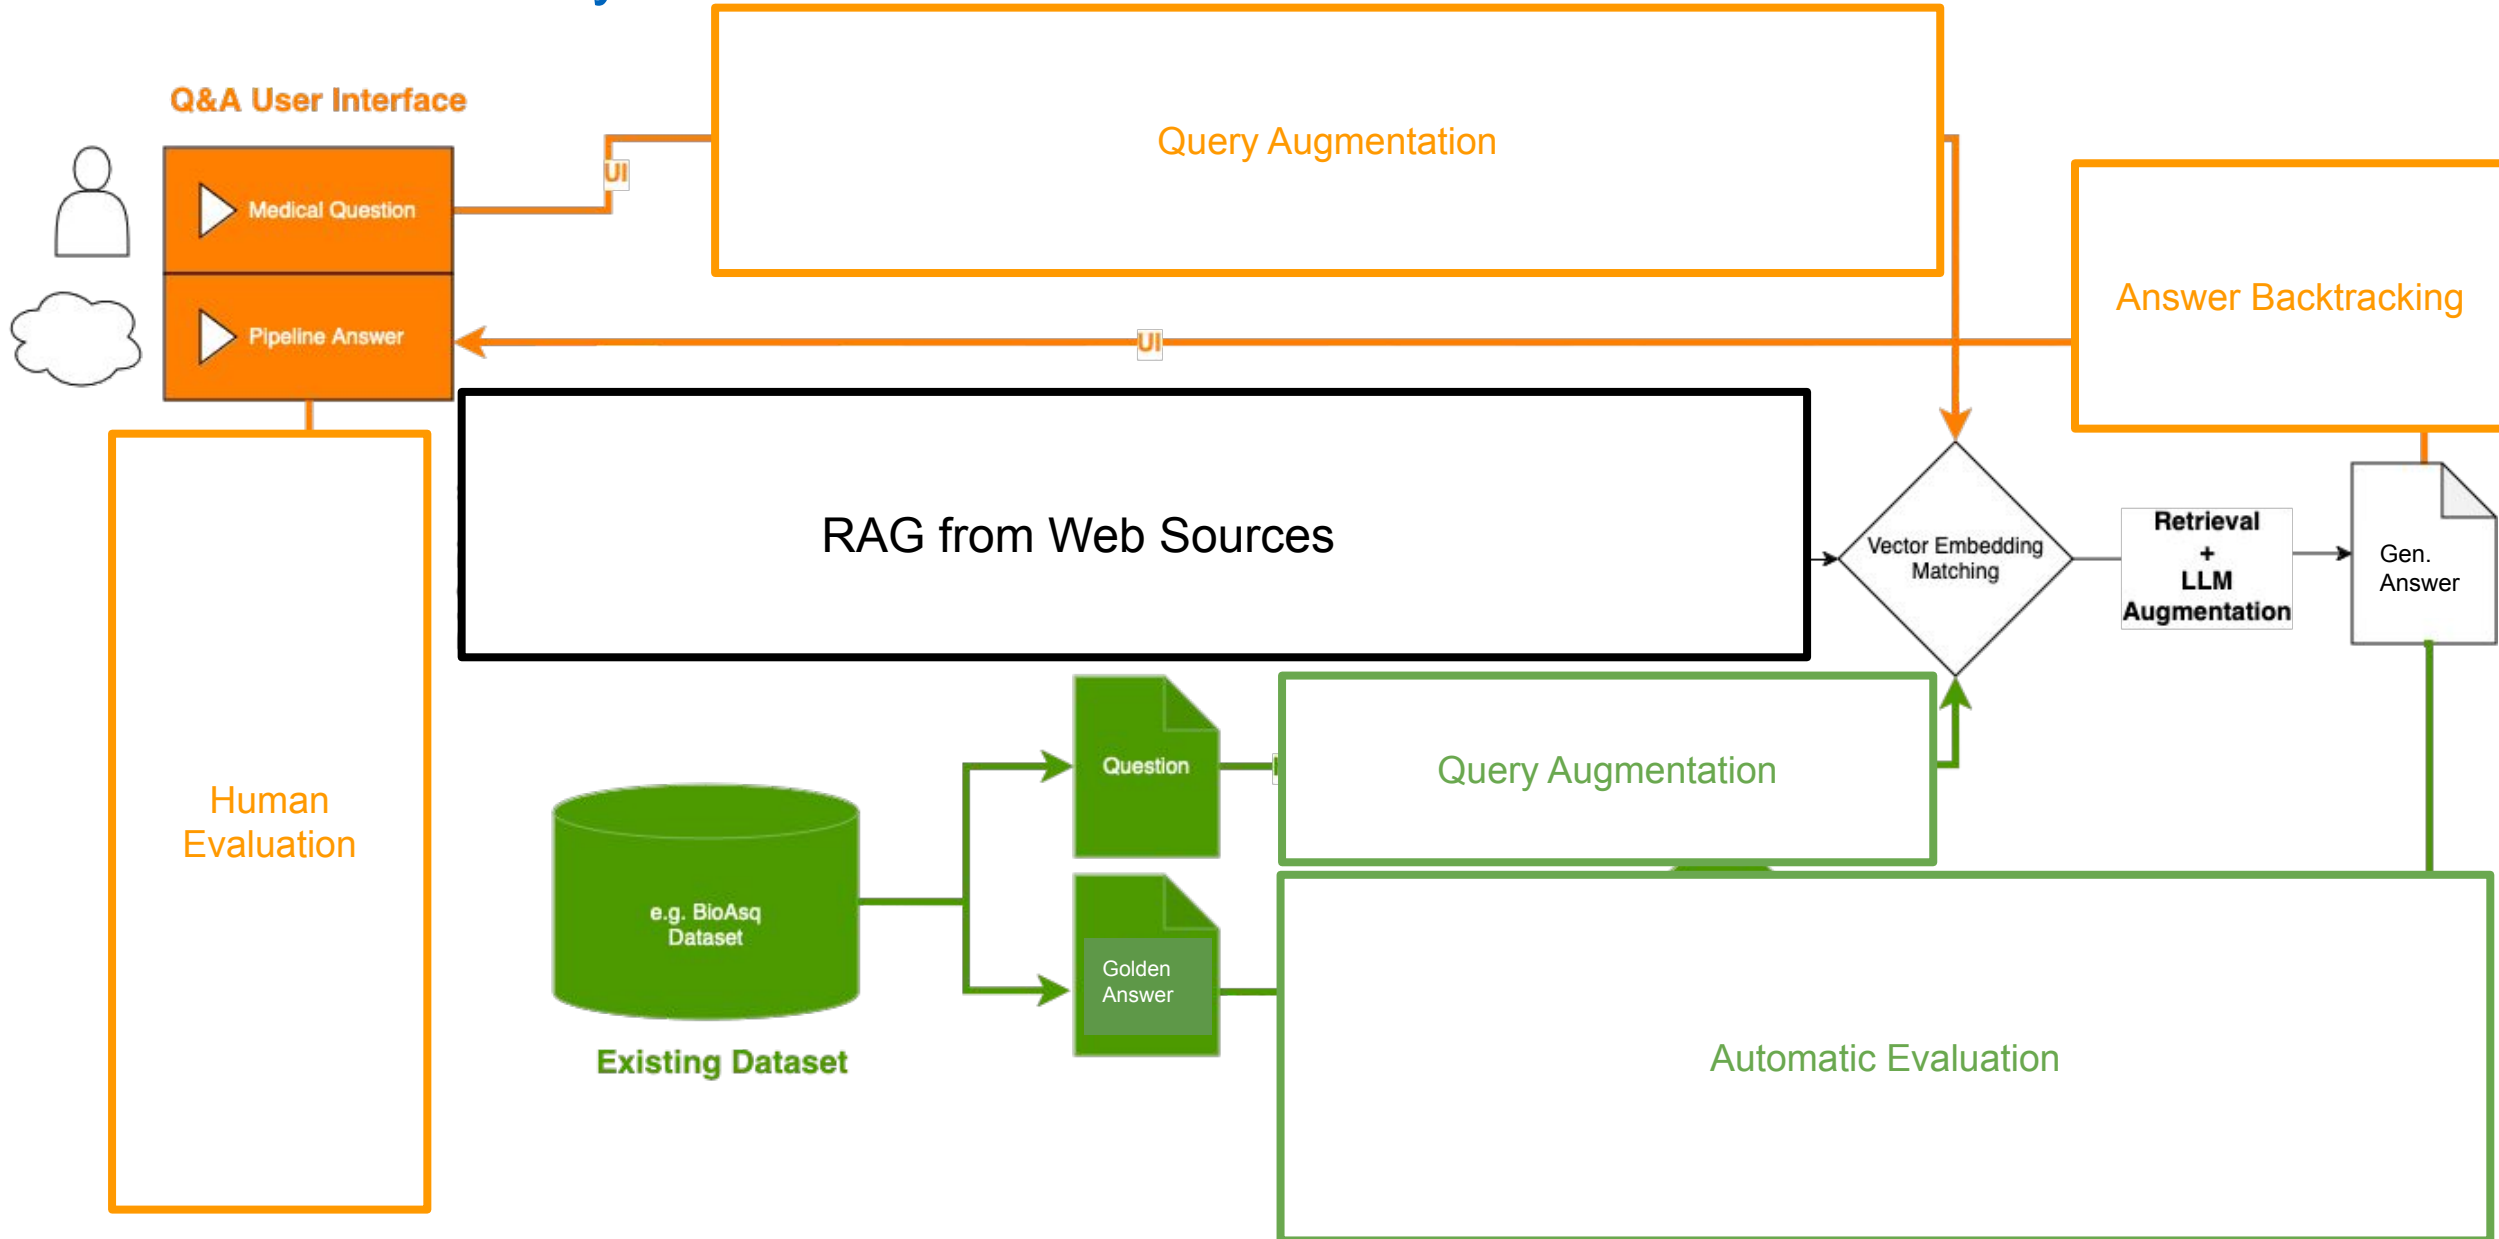 Q&A User Interface
Query Augmentation
UI
Medical Question
Answer Backtracking
Pipeline Answer
UI
RAG from Web Sources
Vector Embedding
Matching
Retrieval
+
LLM
Augmentation
Gen.
Answer
Question
Query Augmentation
Human
Evaluation
e.g. BioAsq
Dataset
Golden
Answer
Existing Dataset
Automatic Evaluation